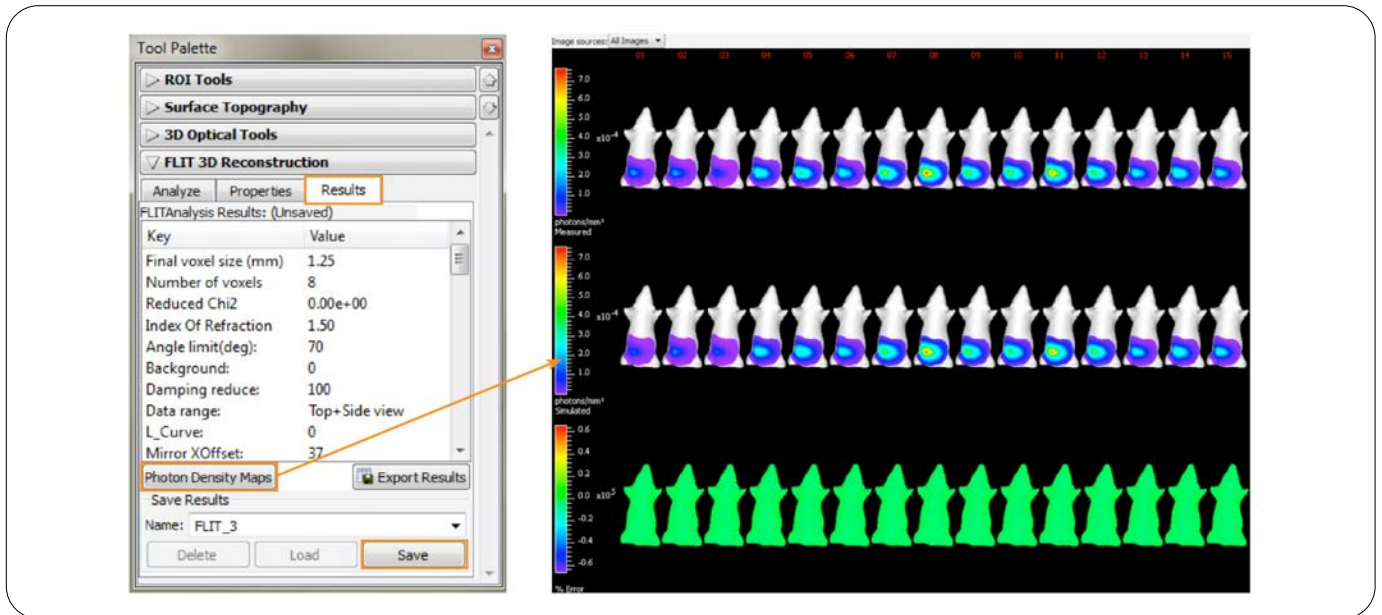 Tool Palette
ROI Tools
Surface Topography
3D Optical Tools
FLIT 3D Reconstruction
Analyze Properties Results
FLITAnalysis Results: (Unsaved)
Key Value
Final voxel size (mm) 1.25
Number of voxels 8
Reduced Chi2 0.00e+00
Index Of Refraction 1.50
Angle limit(deg): 70
Background: 0
Damping reduce: 100
Data range: Top+Side view
L_Curve: 0
Mirror XOffset: 37
Photon Density Maps Export Results
Save Results
Name: FLIT_3
Delete Load Save
Image sources: All Images
01 02 03 04 05 06 07 08 09 10 11 12 13 14 15
7.0
6.0
5.0
4.0 x10⁻⁴
3.0
2.0
1.0
photons/mm³
Measured
7.0
6.0
5.0
4.0 x10⁻⁴
3.0
2.0
1.0
photons/mm³
Simulated
0.6
0.4
0.2
0.0 x10⁵
-0.2
-0.4
-0.6
% Error